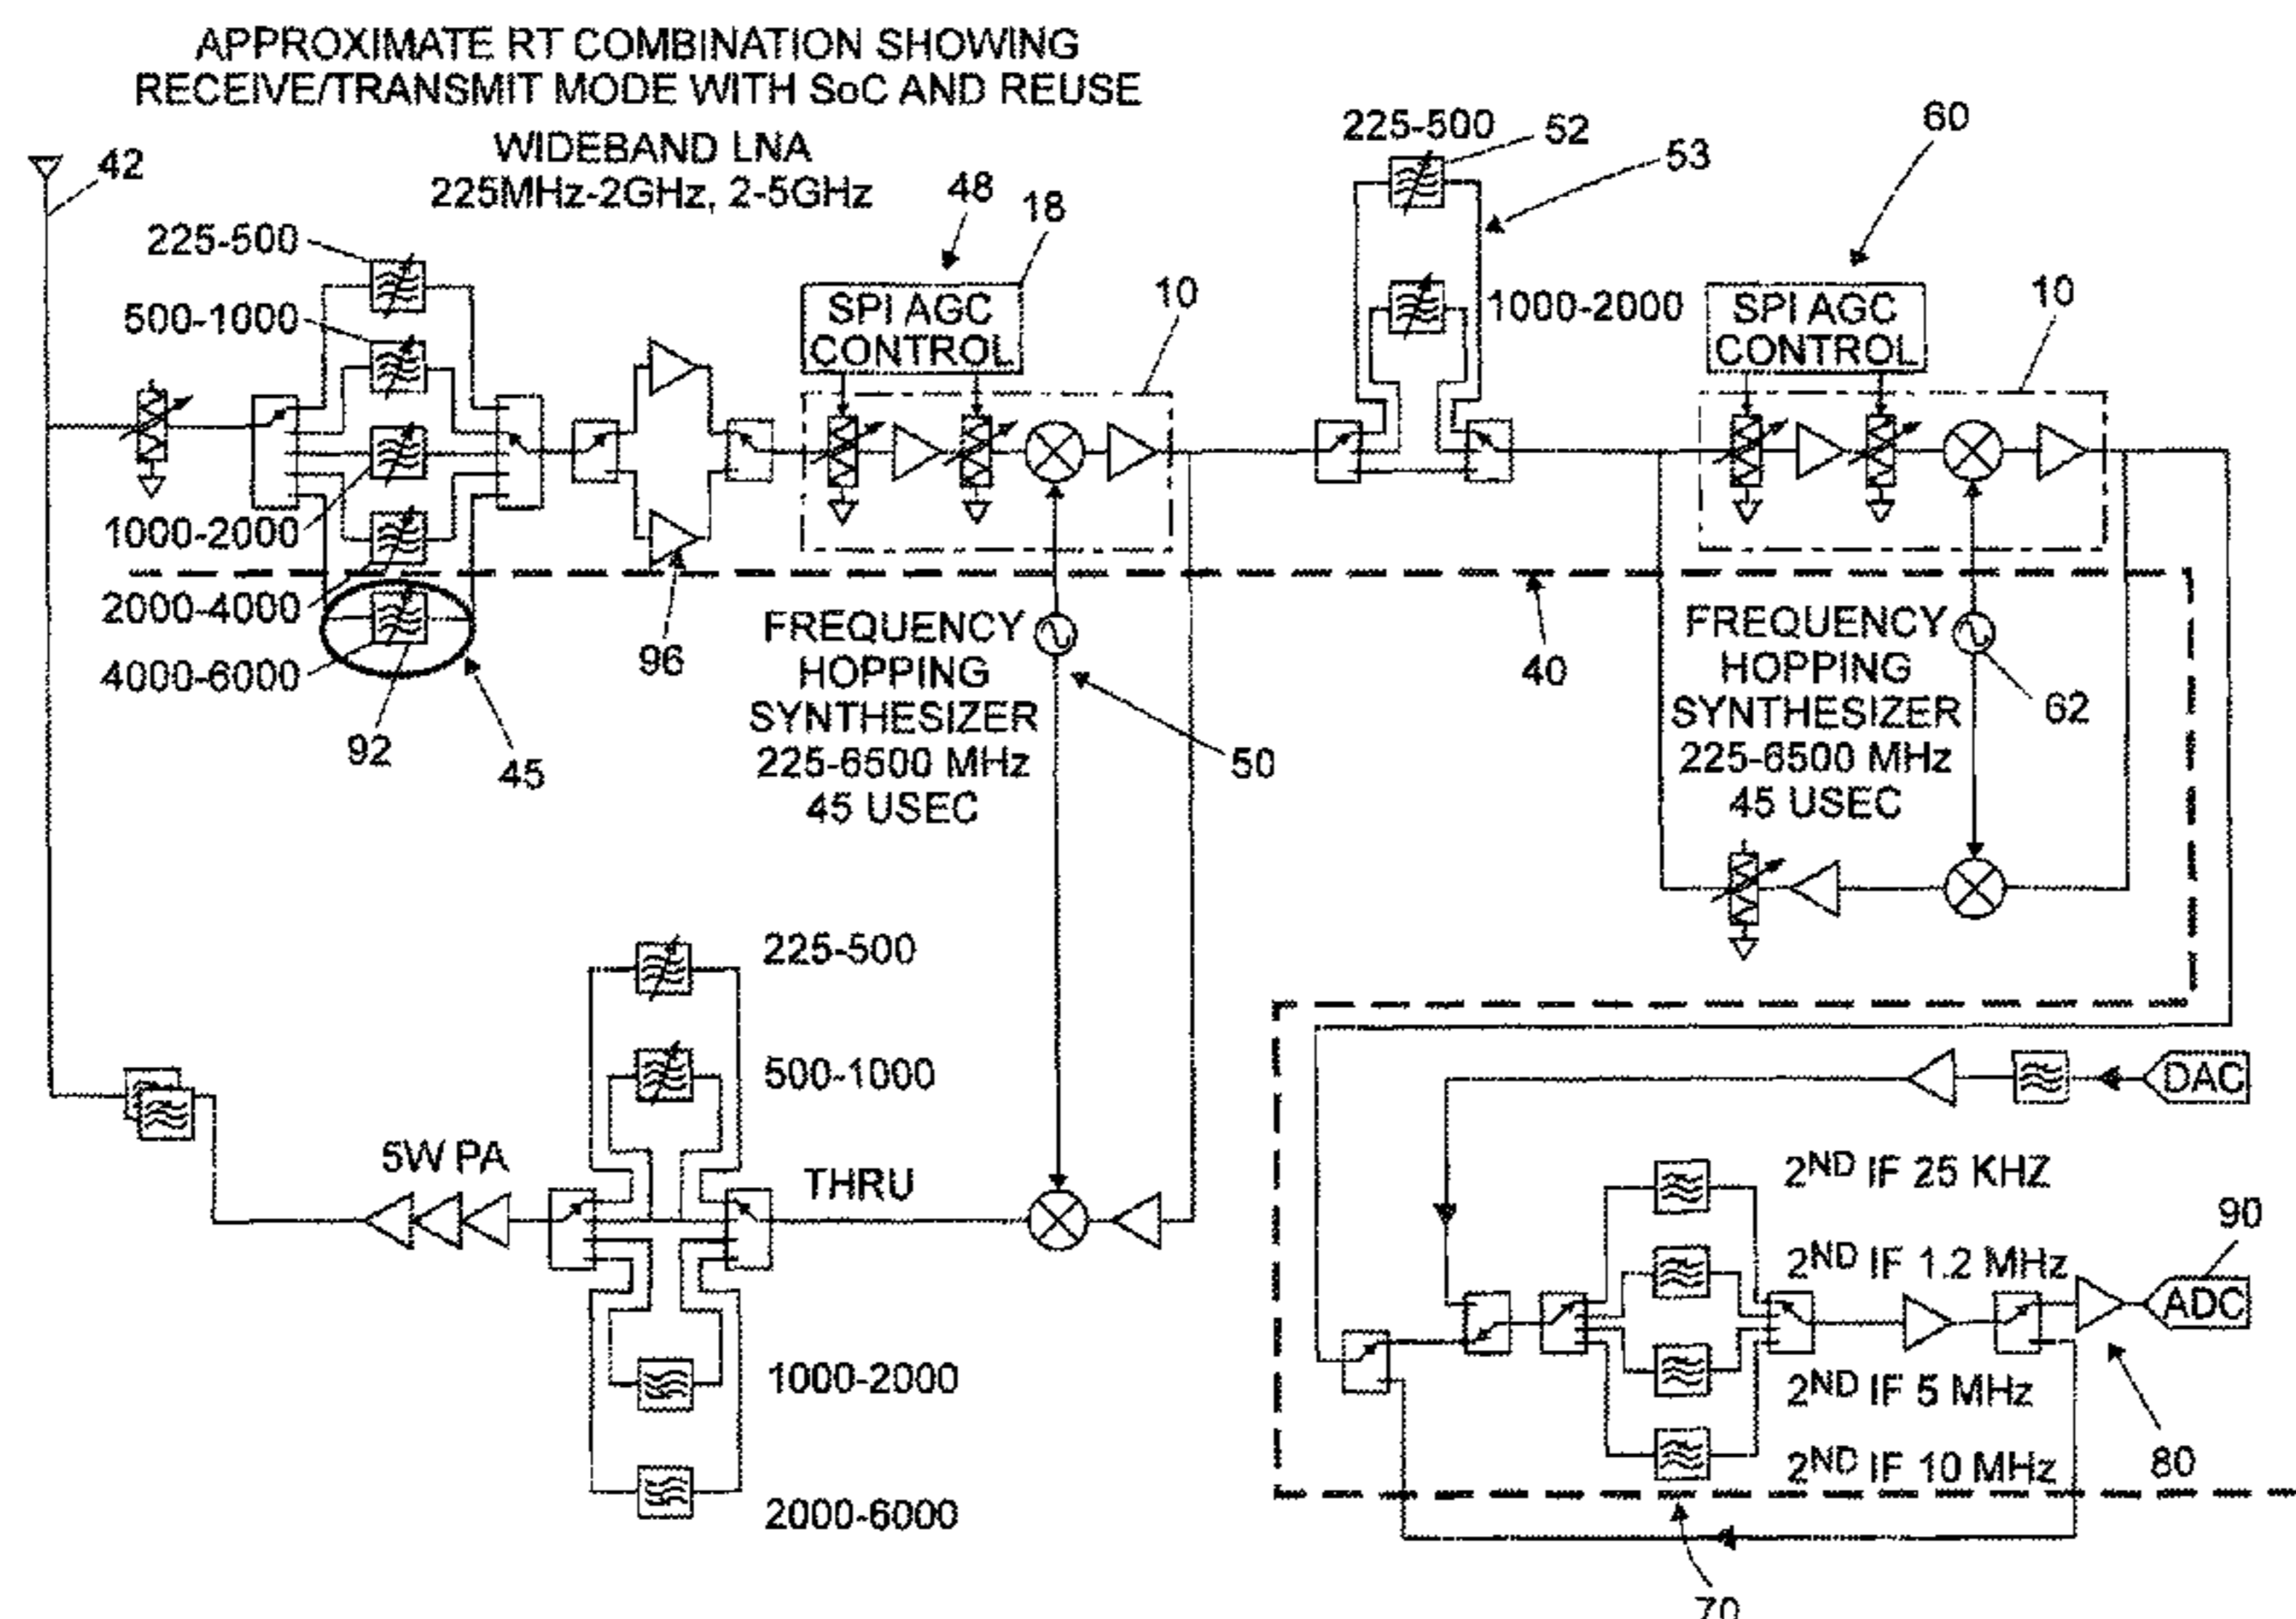 APPROXIMATE RT COMBINATION SHOWING
RECEIVE/TRANSMIT MODE WITH SoC AND REUSE
WIDEBAND LNA
225MHz-2GHz, 2-5GHz
42
225-500
500-1000
1000-2000
2000-4000
4000-6000
92
45
96
48
18
SPI AGC
CONTROL
10
225-500
52
53
1000-2000
60
SPI AGC
CONTROL
10
FREQUENCY
HOPPING
SYNTHESIZER
225-6500 MHz
45 USEC
50
40
FREQUENCY
HOPPING
SYNTHESIZER
225-6500 MHz
45 USEC
62
225-500
500-1000
5W PA
THRU
1000-2000
2000-6000
DAC
2ND IF 25 KHZ
2ND IF 1.2 MHz
90
ADC
2ND IF 5 MHz
2ND IF 10 MHz
80
70